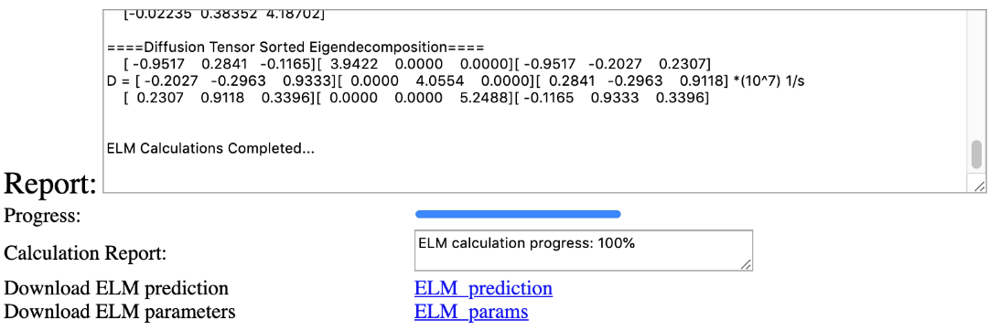 [-0.02235 0.38352 4.18702]
====Diffusion Tensor Sorted Eigendecomposition====
[ -0.9517 0.2841 -0.1165][ 3.9422 0.0000 0.0000][ -0.9517 -0.2027 0.2307]
D = [ -0.2027 -0.2963 0.9333][ 0.0000 4.0554 0.0000][ 0.2841 -0.2963 0.9118] *(10^7) 1/s
[ 0.2307 0.9118 0.3396][ 0.0000 0.0000 5.2488][ -0.1165 0.9333 0.3396]
ELM Calculations Completed...
Report:
Progress:
Calculation Report: ELM calculation progress: 100%
Download ELM prediction ELM_prediction
Download ELM parameters ELM_params